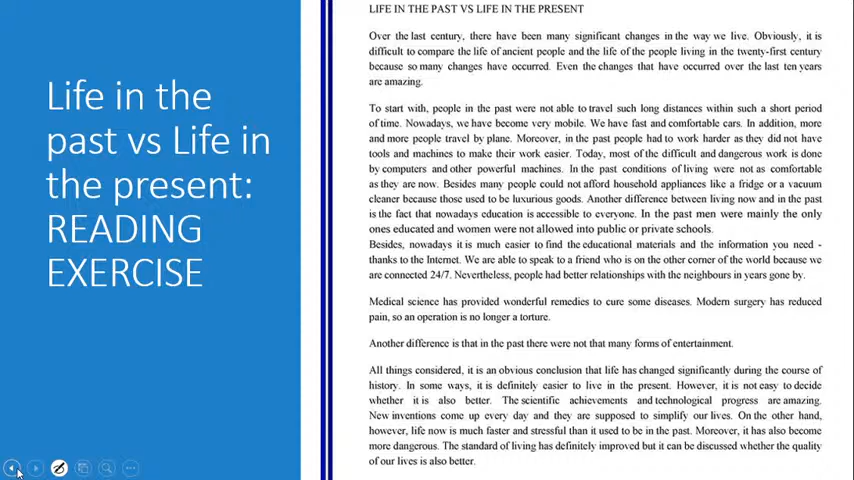 Life in the
past vs Life in
the present:
READING
EXERCISE
LIFE IN THE PAST VS LIFE IN THE PRESENT
Over the last century, there have been many significant changes in the way we live. Obviously, it is
difficult to compare the life of ancient people and the life of the people living in the twenty-first century
because so many changes have occurred. Even the changes that have occurred over the last ten years
are amazing.
To start with, people in the past were not able to travel such long distances within such a short period
of time. Nowadays, we have become very mobile. We have fast and comfortable cars. In addition, more
and more people travel by plane. Moreover, in the past people had to work harder as they did not have
tools and machines to make their work easier. Today, most of the difficult and dangerous work is done
by computers and other powerful machines. In the past conditions of living were not as comfortable
as they are now. Besides many people could not afford household appliances like a fridge or a vacuum
cleaner because those used to be luxurious goods. Another difference between living now and in the past
is the fact that nowadays education is accessible to everyone. In the past men were mainly the only
ones educated and women were not allowed into public or private schools.
Besides, nowadays it is much easier to find the educational materials and the information you need -
thanks to the Internet. We are able to speak to a friend who is on the other corner of the world because we
are connected 24/7. Nevertheless, people had better relationships with the neighbours in years gone by.
Medical science has provided wonderful remedies to cure some diseases. Modern surgery has reduced
pain, so an operation is no longer a torture.
Another difference is that in the past there were not that many forms of entertainment.
All things considered, it is an obvious conclusion that life has changed significantly during the course of
history. In some ways, it is definitely easier to live in the present. However, it is not easy to decide
whether it is also better. The scientific achievements and technological progress are amazing.
New inventions come up every day and they are supposed to simplify our lives. On the other hand,
however, life now is much faster and stressful than it used to be in the past. Moreover, it has also become
more dangerous. The standard of living has definitely improved but it can be discussed whether the quality
of our lives is also better.